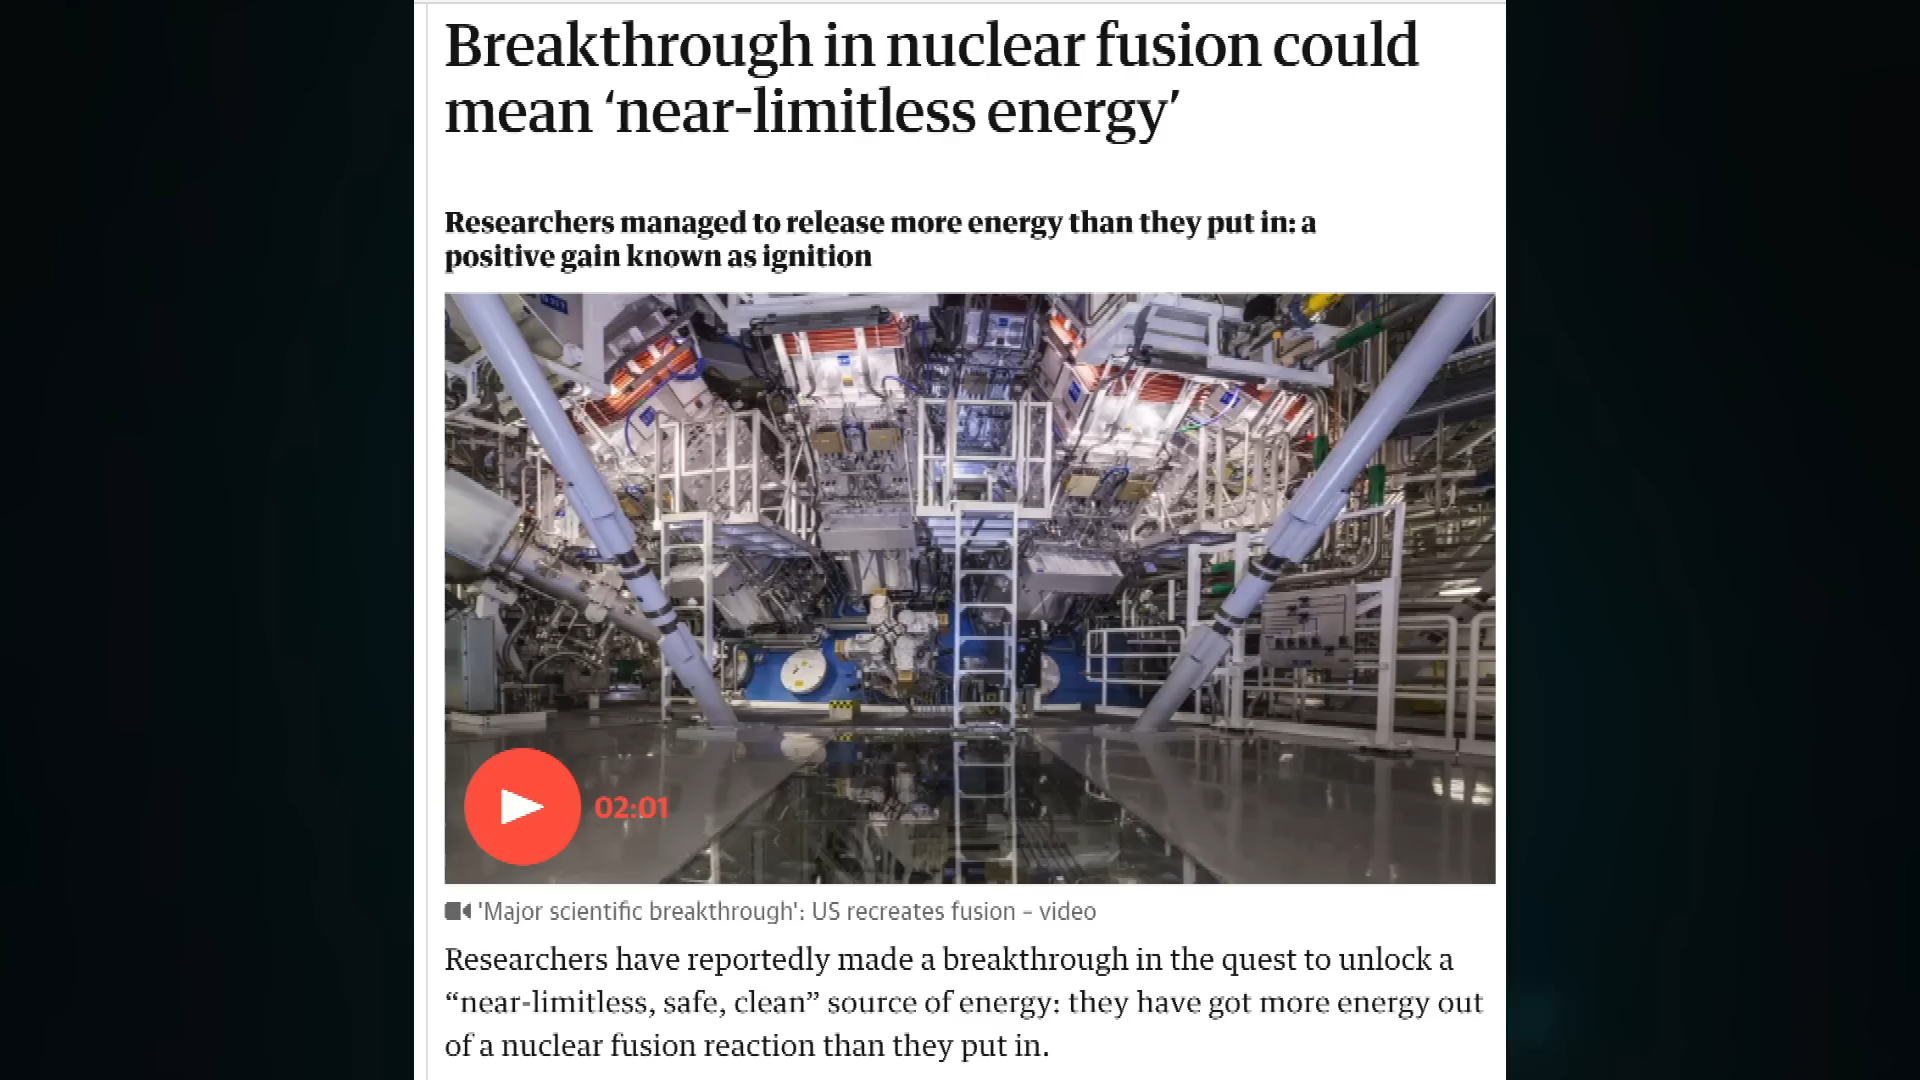 Breakthrough in nuclear fusion could
mean ‘near-limitless energy’
Researchers managed to release more energy than they put in: a
positive gain known as ignition
02:01
'Major scientific breakthrough': US recreates fusion – video
Researchers have reportedly made a breakthrough in the quest to unlock a
“near-limitless, safe, clean” source of energy: they have got more energy out
of a nuclear fusion reaction than they put in.